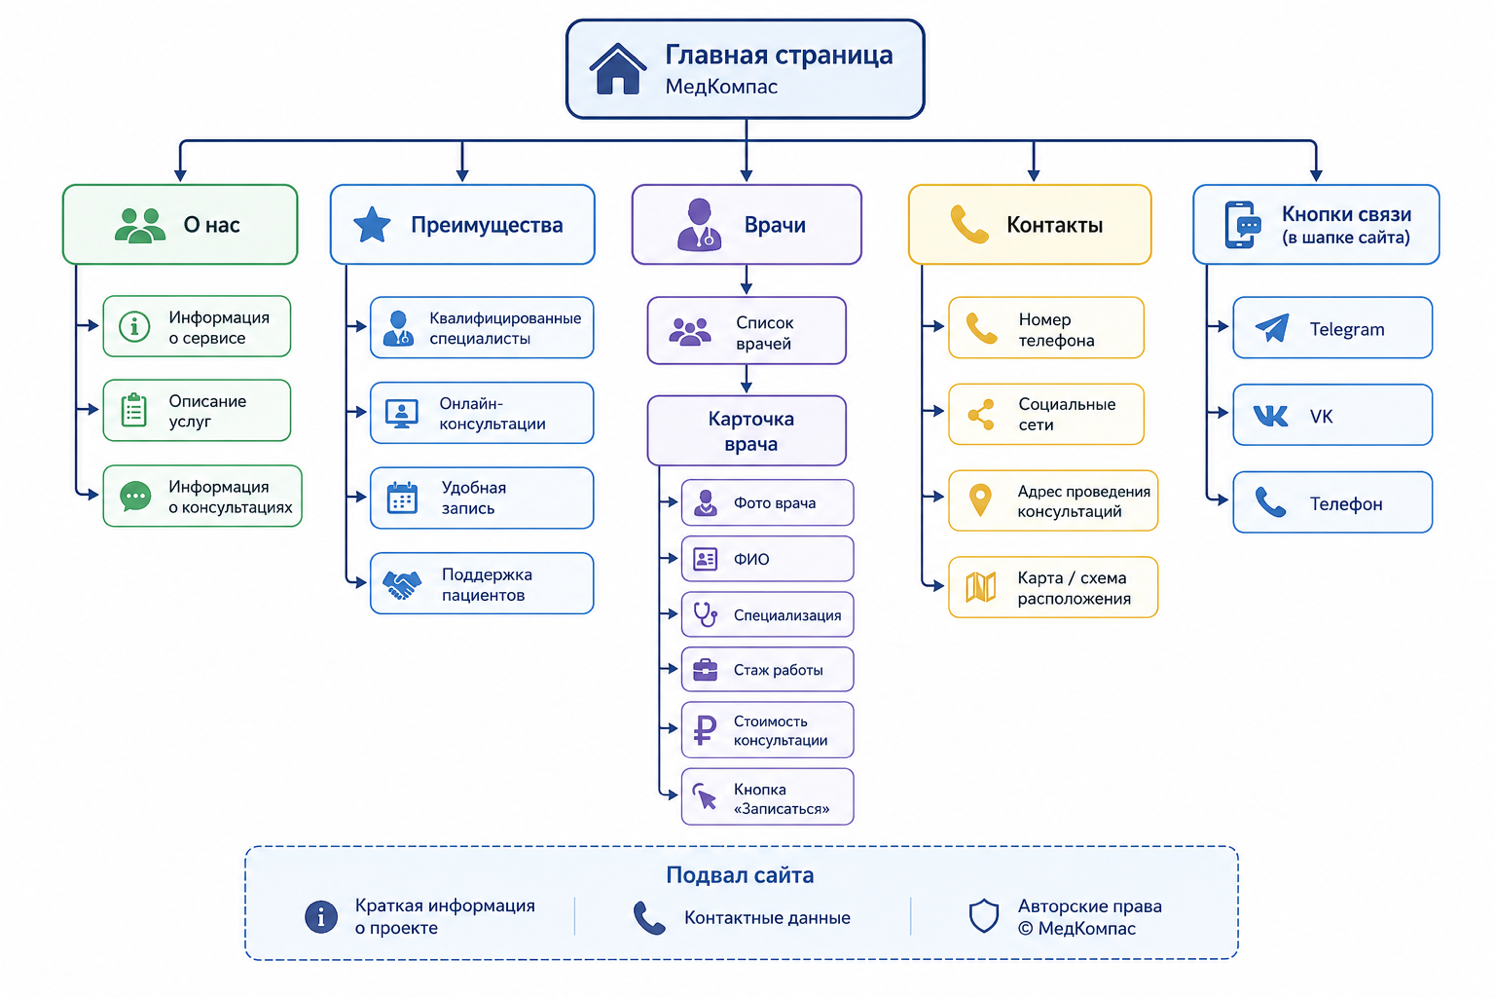 Главная страница
МедКомпас
О нас
Информация
о сервисе
Описание
услуг
Информация
о консультациях
Преимущества
Квалифицированные
специалисты
Онлайн-
консультации
Удобная
запись
Поддержка
пациентов
Врачи
Список
врачей
Карточка
врача
Фото врача
ФИО
Специализация
Стаж работы
Стоимость
консультации
Кнопка
«Записаться»
Контакты
Номер
телефона
Социальные
сети
Адрес проведения
консультаций
Карта / схема
расположения
Кнопки связи
(в шапке сайта)
Telegram
VK
Телефон
Подвал сайта
Краткая информация
о проекте
Контактные данные
Авторские права
© МедКомпас